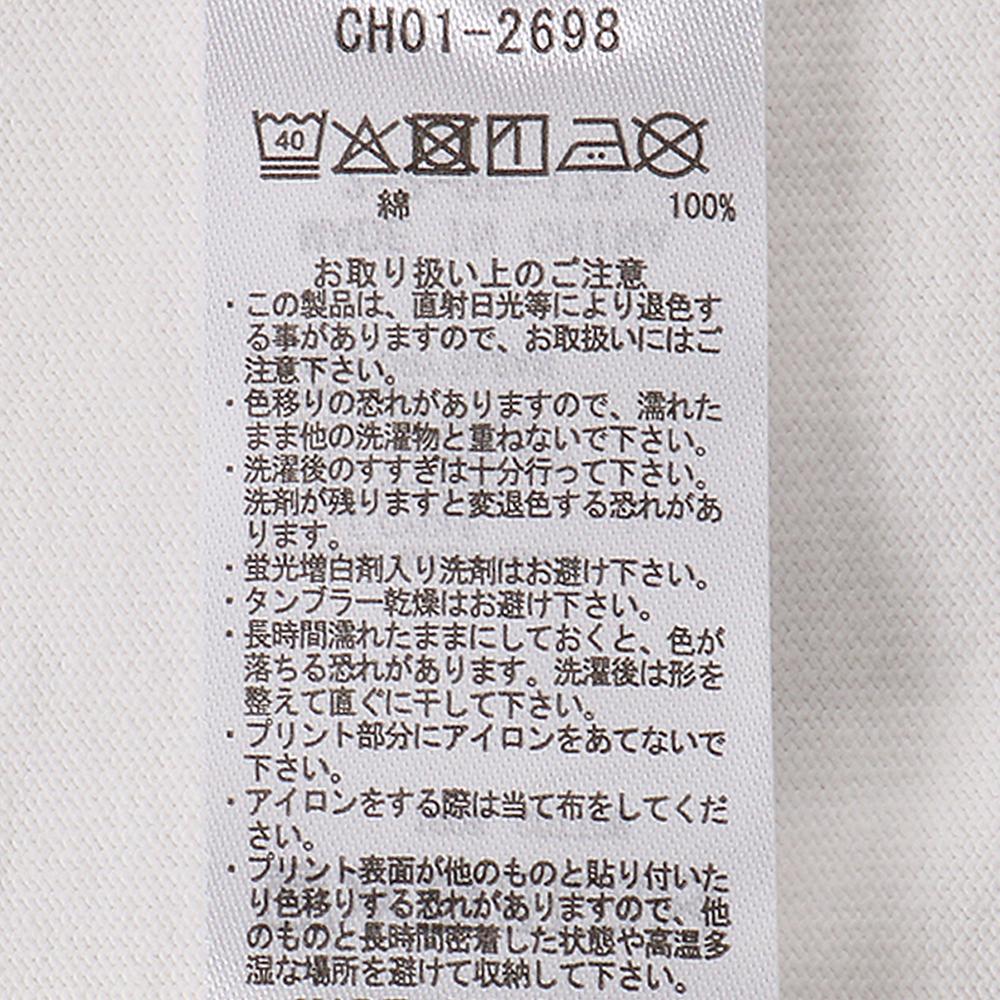 CH01-2698
40
綿 100%
お取り扱い上のご注意
・この製品は、直射日光等により退色す
る事がありますので、お取扱いにはご
注意下さい。
・色移りの恐れがありますので、濡れた
まま他の洗濯物と重ねないで下さい。
・洗濯後のすすぎは十分行って下さい。
洗剤が残りますと変退色する恐れがあ
ります。
・蛍光増白剤入り洗剤はお避け下さい。
・タンブラー乾燥はお避け下さい。
・長時間濡れたままにしておくと、色が
落ちる恐れがあります。洗濯後は形を
整えて直ぐに干して下さい。
・プリント部分にアイロンをあてないで
下さい。
・アイロンをする際は当て布をしてくだ
さい。
・プリント表面が他のものと貼り付いた
り色移りする恐れがありますので、他
のものと長時間密着した状態や高温多
湿な場所を避けて収納して下さい。